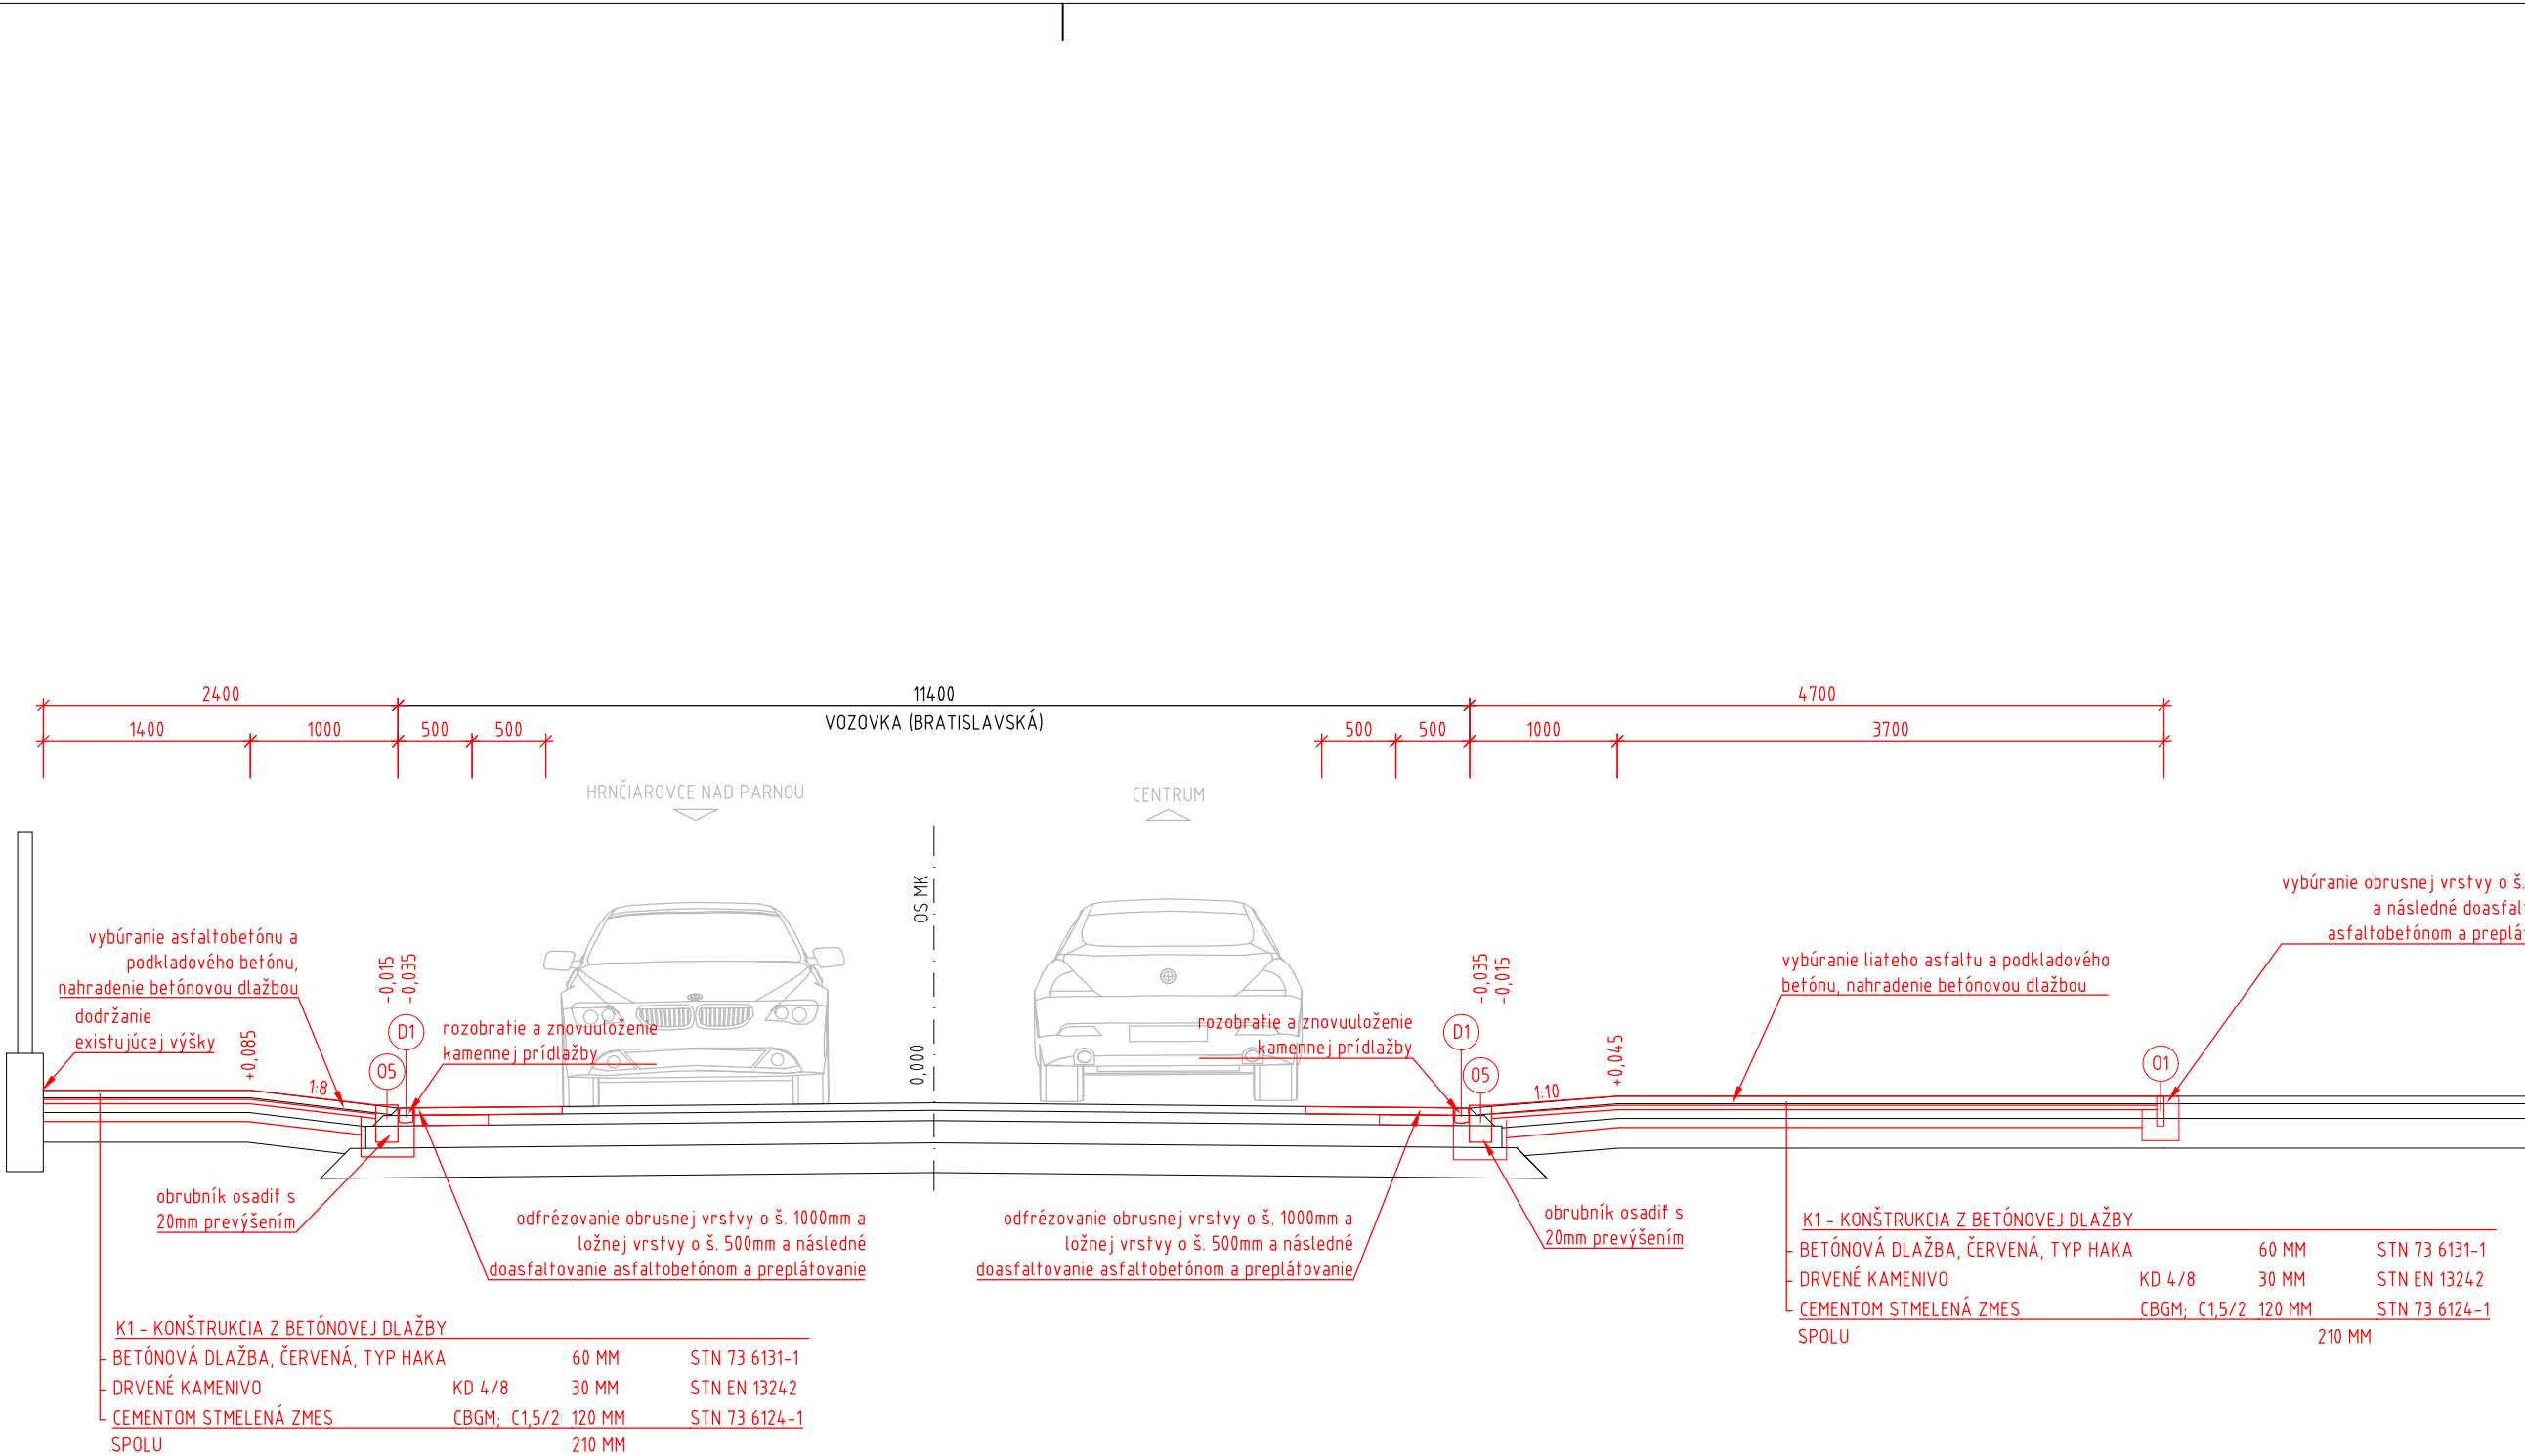 2400
11400
4700
VOZOVKA (BRATISLAVSKÁ)
1400
1000
500
500
500
500
1000
3700
HRNČIAROVCE NAD PARNOU
CENTRUM
OS MK
0,000
vybúranie obrusnej vrstvy o š.
a následné doasfal
asfaltobetónom a preplá
vybúranie asfaltobetónu a
podkladového betónu,
nahradenie betónovou dlažbou
dodržanie
existujúcej výšky
+0,085
1:8
-0,015
-0,035
D1
O5
rozobratie a znovuuloženie
kamennej prídlažby
rozobratie a znovuuloženie
kamennej prídlažby
-0,035
-0,015
D1
O5
1:10
+0,045
vybúranie liateho asfaltu a podkladového
betónu, nahradenie betónovou dlažbou
O1
obrubník osadiť s
20mm prevýšením
odfrézovanie obrusnej vrstvy o š. 1000mm a
ložnej vrstvy o š. 500mm a následné
doasfaltovanie asfaltobetónom a preplátovanie
odfrézovanie obrusnej vrstvy o š. 1000mm a
ložnej vrstvy o š. 500mm a následné
doasfaltovanie asfaltobetónom a preplátovanie
obrubník osadiť s
20mm prevýšením
K1 - KONŠTRUKCIA Z BETÓNOVEJ DLAŽBY
BETÓNOVÁ DLAŽBA, ČERVENÁ, TYP HAKA 60 MM STN 73 6131-1
DRVENÉ KAMENIVO KD 4/8 30 MM STN EN 13242
CEMENTOM STMELENÁ ZMES CBGM; C1,5/2 120 MM STN 73 6124-1
SPOLU 210 MM
K1 - KONŠTRUKCIA Z BETÓNOVEJ DLAŽBY
BETÓNOVÁ DLAŽBA, ČERVENÁ, TYP HAKA 60 MM STN 73 6131-1
DRVENÉ KAMENIVO KD 4/8 30 MM STN EN 13242
CEMENTOM STMELENÁ ZMES CBGM; C1,5/2 120 MM STN 73 6124-1
SPOLU 210 MM